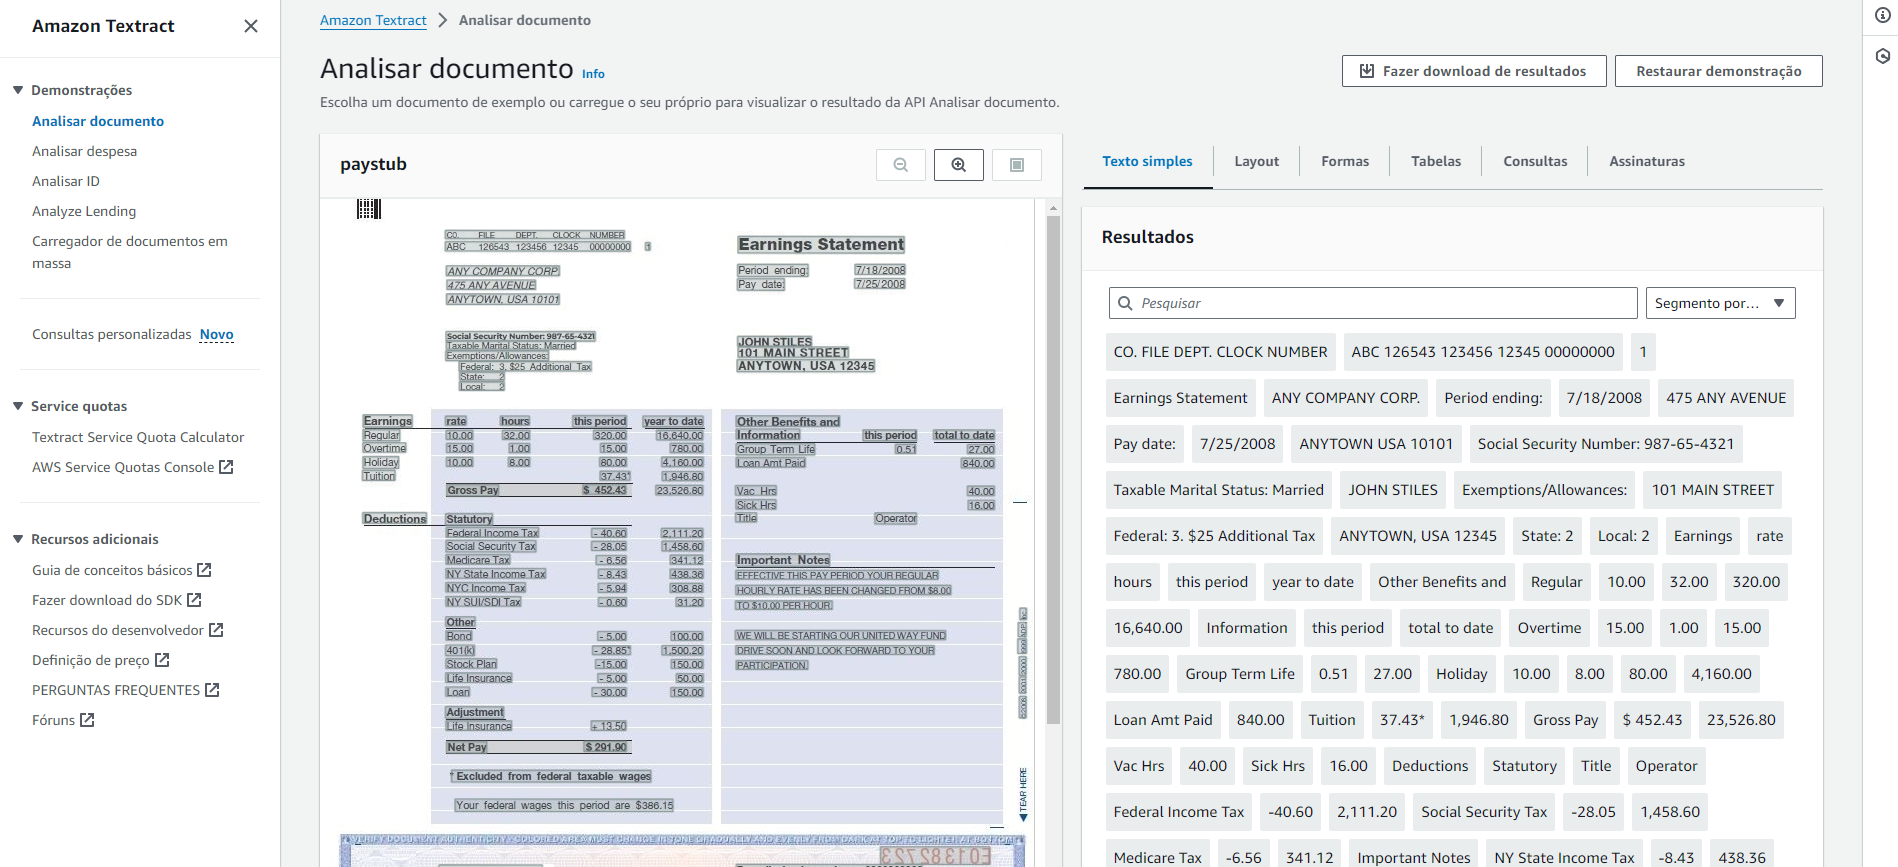 Amazon Textract
Demonstrações
Analisar documento
Analisar despesa
Analisar ID
Analyze Lending
Carregador de documentos em
massa
Consultas personalizadas Novo
Service quotas
Textract Service Quota Calculator
AWS Service Quotas Console
Recursos adicionais
Guia de conceitos básicos
Fazer download do SDK
Recursos do desenvolvedor
Definição de preço
PERGUNTAS FREQUENTES
Fóruns
Amazon Textract > Analisar documento
Analisar documento Info
Escolha um documento de exemplo ou carregue o seu próprio para visualizar o resultado da API Analisar documento.
Fazer download de resultados
Restaurar demonstração
paystub
CO. FILE DEPT. CLOCK NUMBER
ABC 126543 123456 12345 00000000 1
ANY COMPANY CORP.
475 ANY AVENUE
ANYTOWN, USA 10101
Earnings Statement
Period ending: 7/18/2008
Pay date: 7/25/2008
Social Security Number: 987-65-4321
Taxable Marital Status: Married
Exemptions/Allowances:
Federal: 3. $25 Additional Tax
State: 2
Local: 2
JOHN STILES
101 MAIN STREET
ANYTOWN, USA 12345
Earnings rate hours this period year to date
Regular 10.00 32.00 320.00 16,640.00
Overtime 15.00 1.00 15.00 780.00
Holiday 10.00 8.00 80.00 4,160.00
Tuition 37.43* 1,946.80
Gross Pay $ 452.43 23,526.80
Deductions Statutory
Federal Income Tax - 40.60 2,111.20
Social Security Tax - 28.05 1,458.60
Medicare Tax - 6.56 341.12
NY State Income Tax - 8.43 438.36
NYC Income Tax - 5.94 308.88
NY SUI/SDI Tax - 0.60 31.20
Other
Bond - 5.00 100.00
401(k) - 28.85* 1,500.20
Stock Plan -15.00 150.00
Life Insurance - 5.00 50.00
Loan - 30.00 150.00
Adjustment
Life Insurance + 13.50
Net Pay $ 291.90
* Excluded from federal taxable wages
Your federal wages this period are $386.15
Other Benefits and
Information this period total to date
Group Term Life 0.51 27.00
Loan Amt Paid 840.00
Vac Hrs 40.00
Sick Hrs 16.00
Title Operator
Important Notes
EFFECTIVE THIS PAY PERIOD YOUR REGULAR
HOURLY RATE HAS BEEN CHANGED FROM $8.00
TO $10.00 PER HOUR.
WE WILL BE STARTING OUR UNITED WAY FUND
DRIVE SOON AND LOOK FORWARD TO YOUR
PARTICIPATION.
TEAR HERE
VERIFY DOCUMENT AUTHENTICITY - COLORED AREA MUST CHANGE IN TONE GRADUALLY AND EVENLY FROM DARK AT TOP TO LIGHTER AT BOTTOM
E01382723
Texto simples Layout Formas Tabelas Consultas Assinaturas
Resultados
Pesquisar Segmento por...
CO. FILE DEPT. CLOCK NUMBER ABC 126543 123456 12345 00000000 1
Earnings Statement ANY COMPANY CORP. Period ending: 7/18/2008 475 ANY AVENUE
Pay date: 7/25/2008 ANYTOWN USA 10101 Social Security Number: 987-65-4321
Taxable Marital Status: Married JOHN STILES Exemptions/Allowances: 101 MAIN STREET
Federal: 3. $25 Additional Tax ANYTOWN, USA 12345 State: 2 Local: 2 Earnings rate
hours this period year to date Other Benefits and Regular 10.00 32.00 320.00
16,640.00 Information this period total to date Overtime 15.00 1.00 15.00
780.00 Group Term Life 0.51 27.00 Holiday 10.00 8.00 80.00 4,160.00
Loan Amt Paid 840.00 Tuition 37.43* 1,946.80 Gross Pay $ 452.43 23,526.80
Vac Hrs 40.00 Sick Hrs 16.00 Deductions Statutory Title Operator
Federal Income Tax -40.60 2,111.20 Social Security Tax -28.05 1,458.60
Medicare Tax -6.56 341.12 Important Notes NY State Income Tax -8.43 438.36